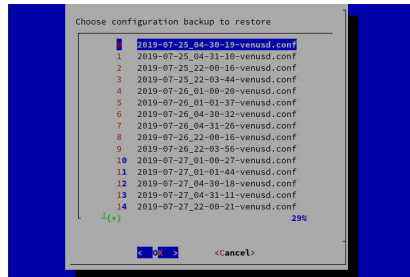 Choose configuration backup to restore
0 2019-07-25_04-30-19-venusd.conf
1 2019-07-25_04-31-10-venusd.conf
2 2019-07-25_22-00-16-venusd.conf
3 2019-07-25_22-03-44-venusd.conf
4 2019-07-26_01-00-20-venusd.conf
5 2019-07-26_01-01-37-venusd.conf
6 2019-07-26_04-30-32-venusd.conf
7 2019-07-26_04-31-26-venusd.conf
8 2019-07-26_22-00-16-venusd.conf
9 2019-07-26_22-03-56-venusd.conf
10 2019-07-27_01-00-27-venusd.conf
11 2019-07-27_01-01-44-venusd.conf
12 2019-07-27_04-30-18-venusd.conf
13 2019-07-27_04-31-11-venusd.conf
14 2019-07-27_22-00-21-venusd.conf
┴(+) 29%
< OK > <Cancel>